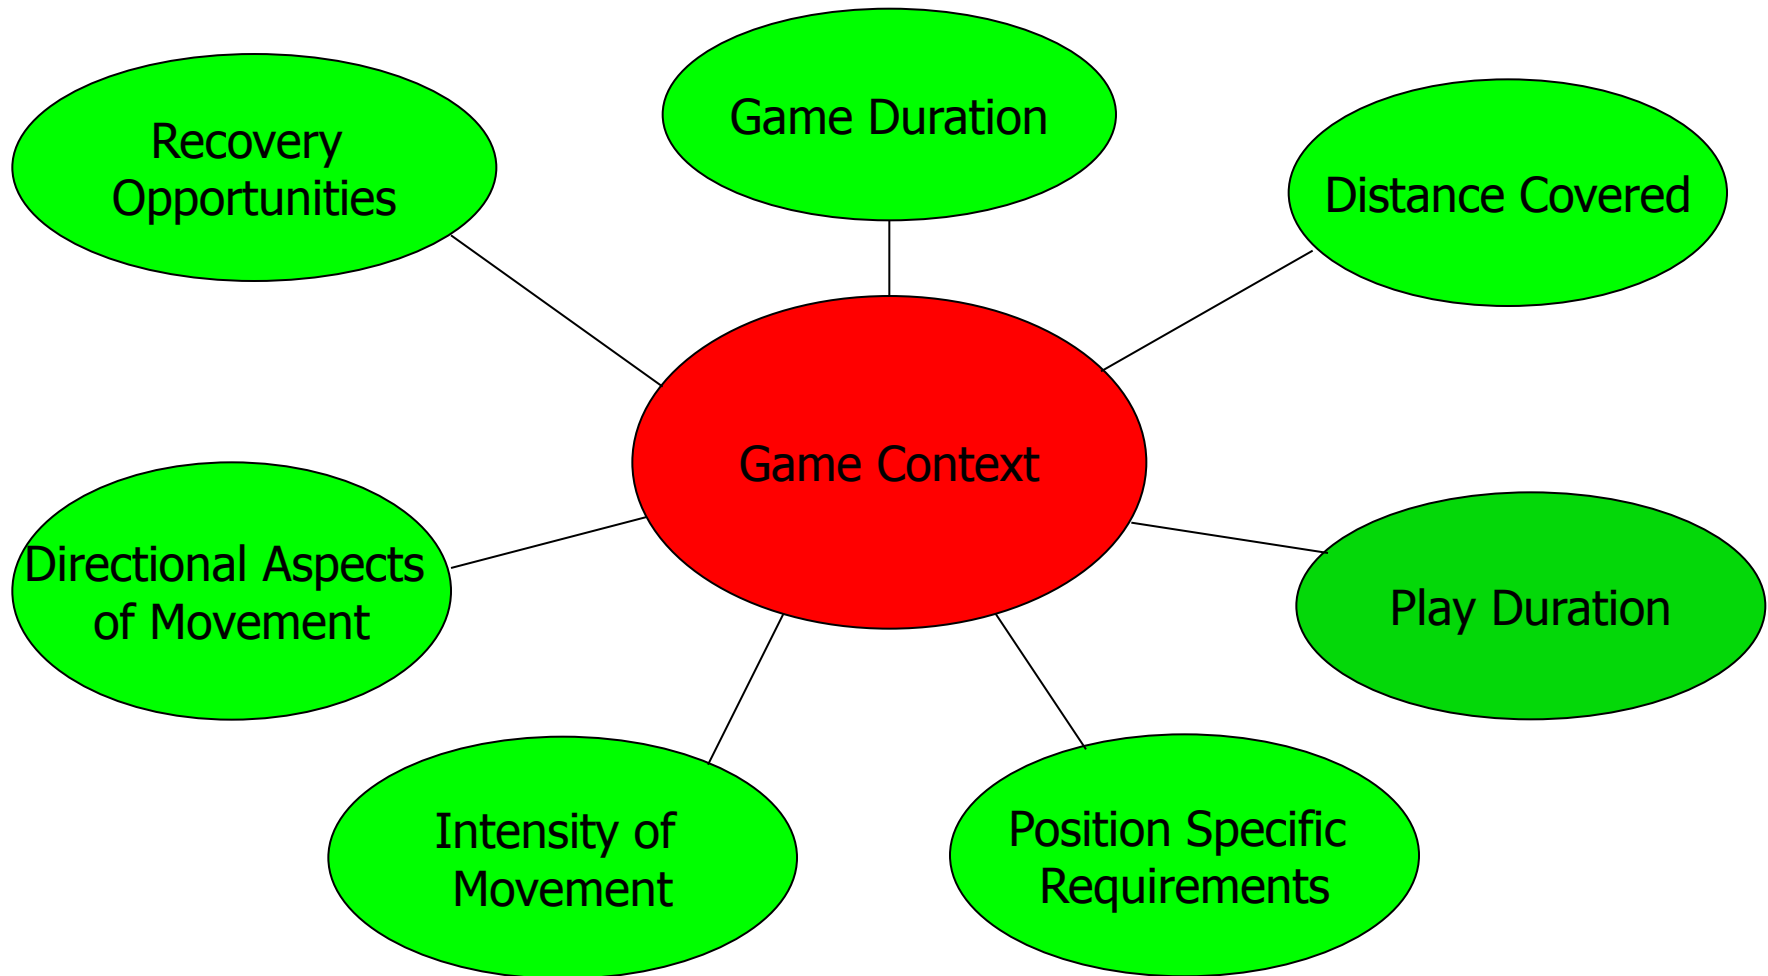 Game Duration
Recovery
Opportunities
Distance Covered
Game Context
Directional Aspects
of Movement
Play Duration
Intensity of
Movement
Position Specific
Requirements